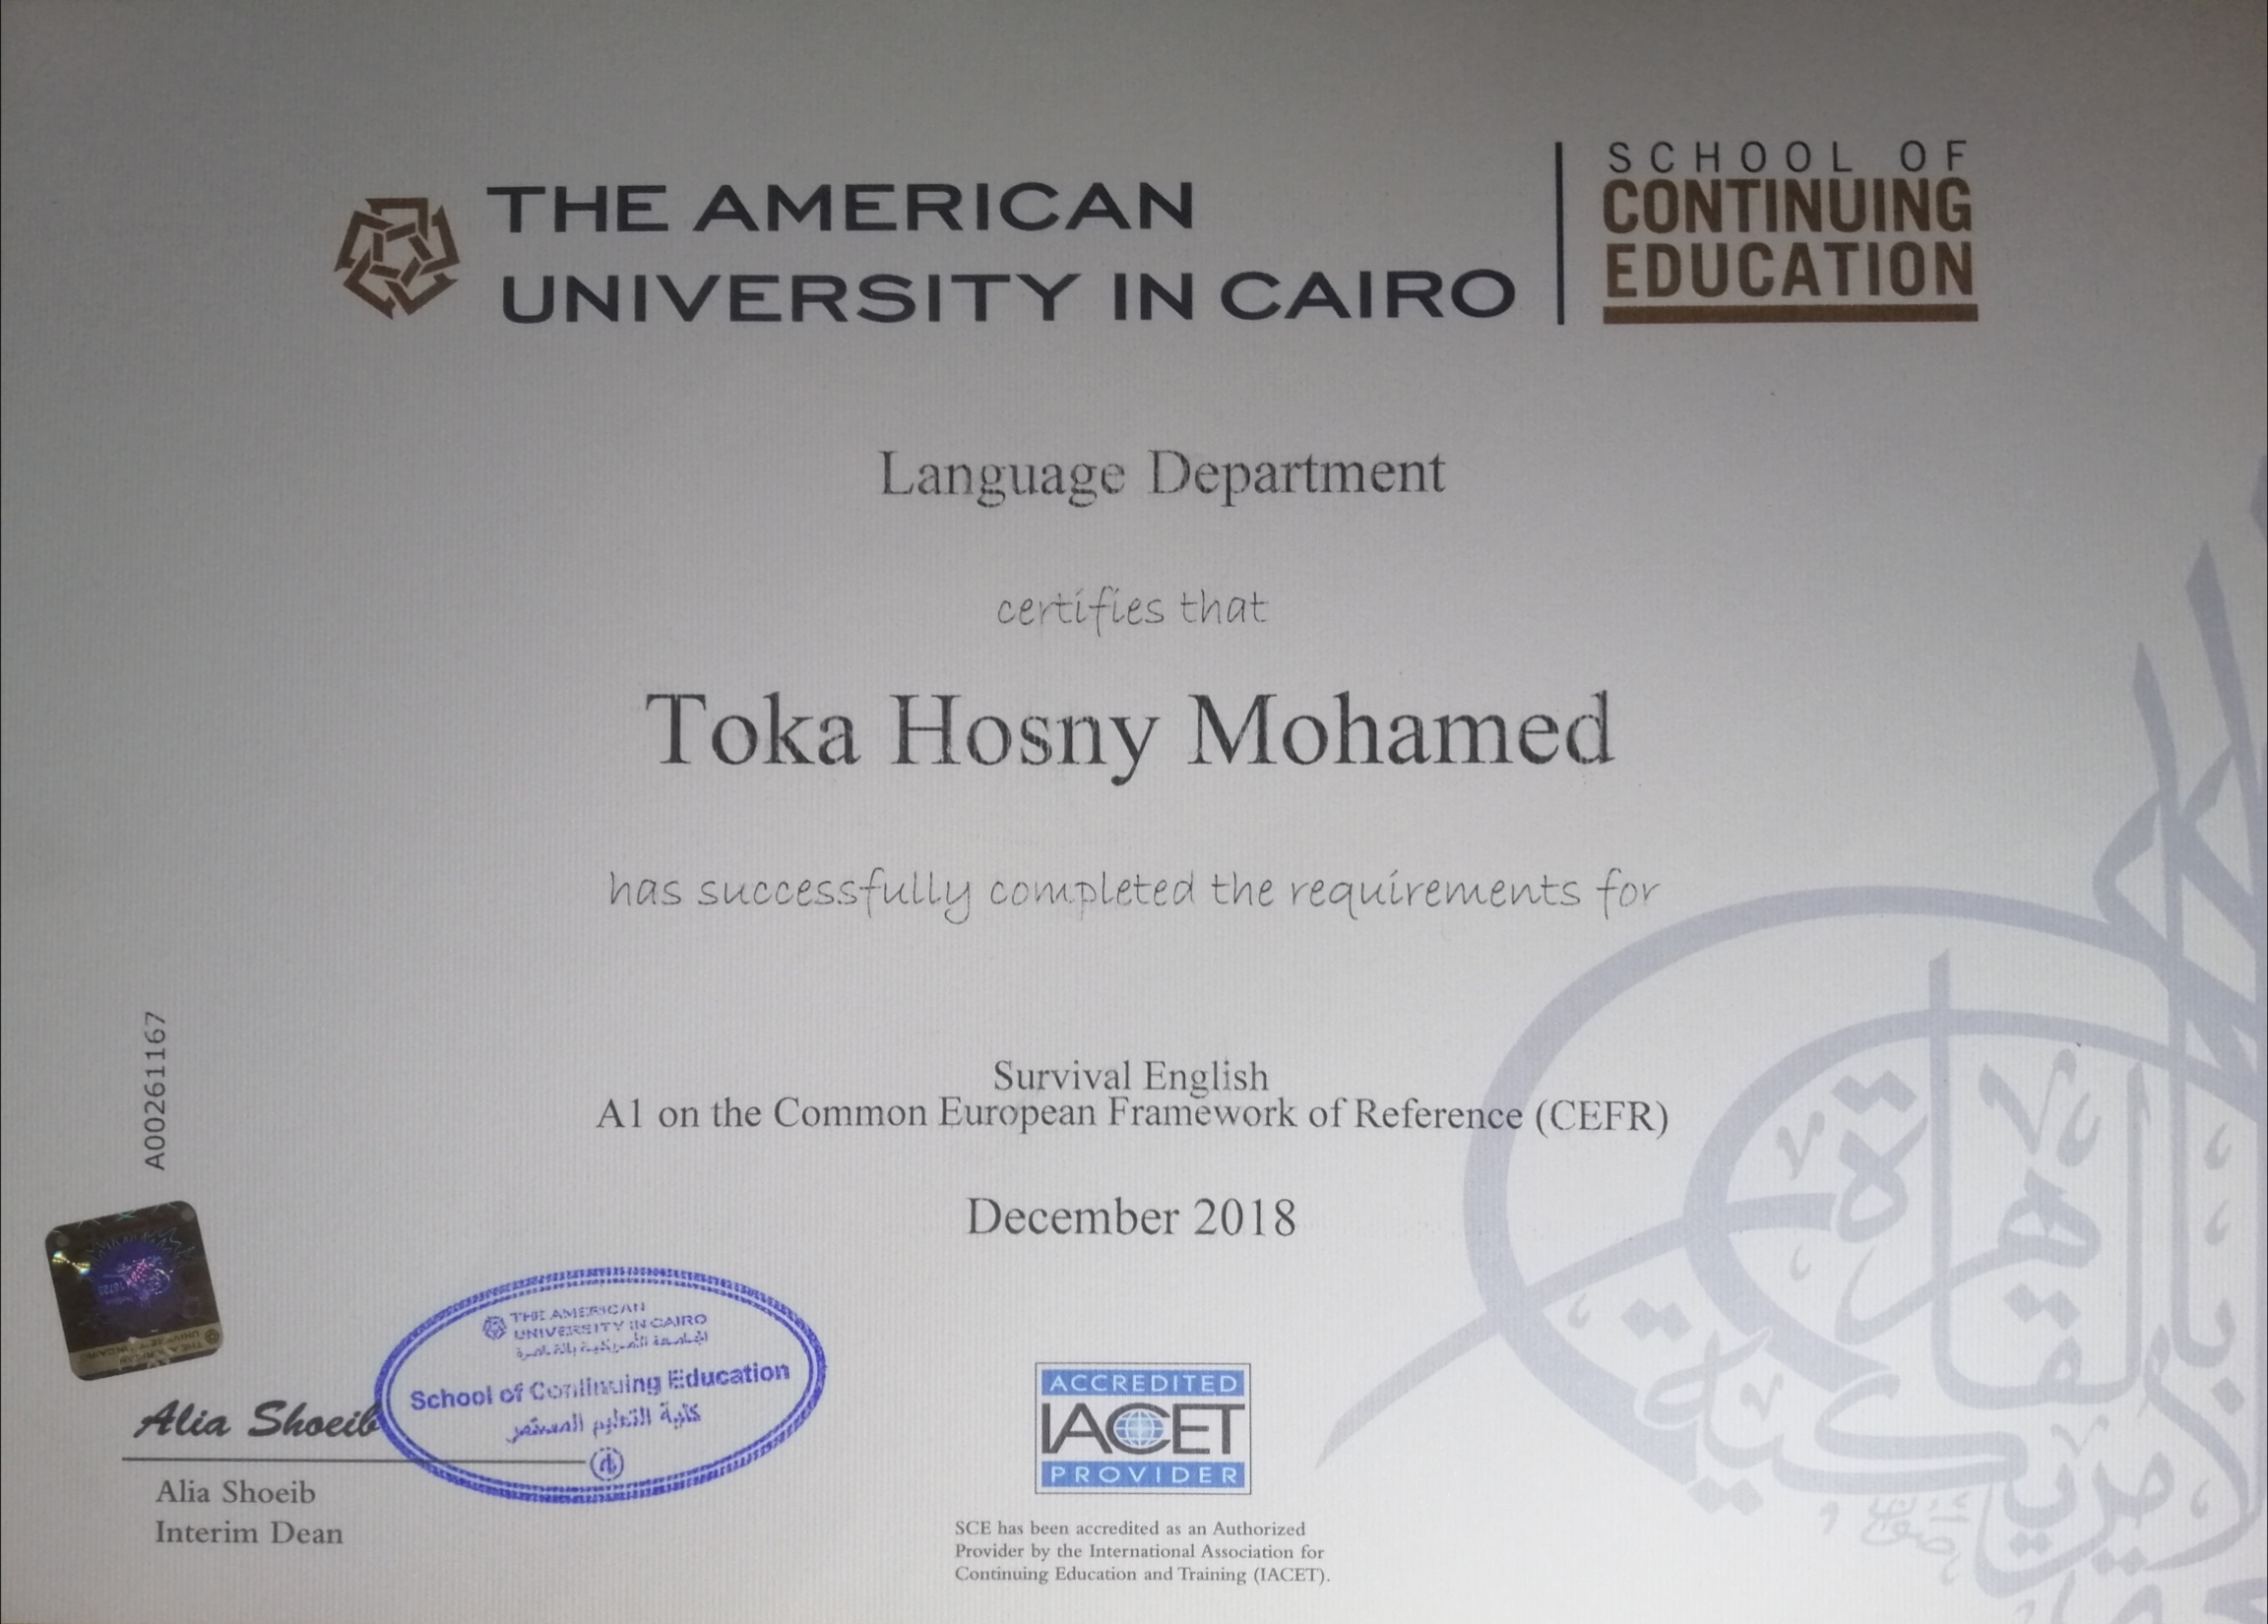 THE AMERICAN
UNIVERSITY IN CAIRO
SCHOOL OF
CONTINUING
EDUCATION
Language Department
certifies that
Toka Hosny Mohamed
has successfully completed the requirements for
Survival English
A1 on the Common European Framework of Reference (CEFR)
December 2018
A00261167
THE AMERICAN
UNIVERSITY IN CAIRO
الجامعة الأمريكية بالقاهرة
School of Continuing Education
كلية التعليم المستمر
Alia Shoeib
Alia Shoeib
Interim Dean
ACCREDITED
IACET
PROVIDER
SCE has been accredited as an Authorized
Provider by the International Association for
Continuing Education and Training (IACET).